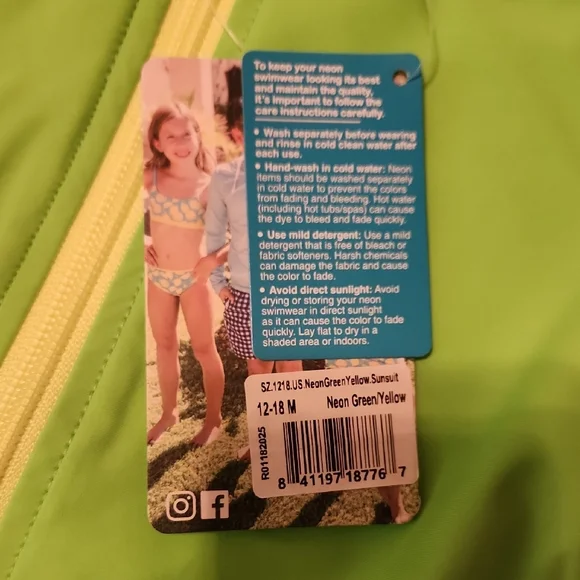 To keep your neon
swimwear looking its best
and maintain the quality,
it's important to follow the
care instructions carefully.
• Wash separately before wearing
and rinse in cold clean water after
each use.
• Hand-wash in cold water: Neon
items should be washed separately
in cold water to prevent the colors
from fading and bleeding. Hot water
(including hot tubs/spas) can cause
the dye to bleed and fade quickly.
• Use mild detergent: Use a mild
detergent that is free of bleach or
fabric softeners. Harsh chemicals
can damage the fabric and cause
the color to fade.
• Avoid direct sunlight: Avoid
drying or storing your neon
swimwear in direct sunlight
as it can cause the color to fade
quickly. Lay flat to dry in a
shaded area or indoors.
SZ.1218.US.NeonGreenYellow.Sunsuit
12-18 M Neon Green/Yellow
R01182025
8 41197 18776 7